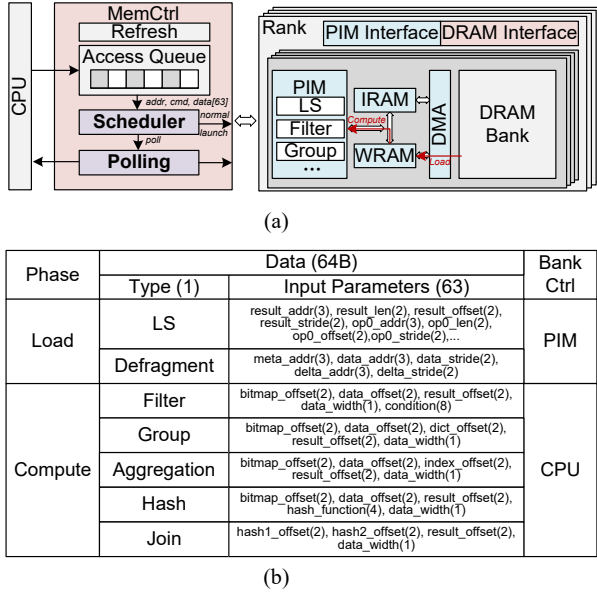 MemCtrl
Refresh
Access Queue
CPU
addr, cmd, data[63]
Scheduler
normal
launch
poll
Polling
Rank
PIM Interface
DRAM Interface
PIM
LS
Filter
Group
...
IRAM
Compute
WRAM
DMA
Load
DRAM
Bank
(a)
Phase
Data (64B)
Bank
Ctrl
Type (1)
Input Parameters (63)
Load
LS
result_addr(3), result_len(2), result_offset(2),
result_stride(2), op0_addr(3), op0_len(2),
op0_offset(2),op0_stride(2),...
PIM
Defragment
meta_addr(3), data_addr(3), data_stride(2),
delta_addr(3), delta_stride(2)
Compute
Filter
bitmap_offset(2), data_offset(2), result_offset(2),
data_width(1), condition(8)
CPU
Group
bitmap_offset(2), data_offset(2), dict_offset(2),
result_offset(2), data_width(1)
Aggregation
bitmap_offset(2), data_offset(2), index_offset(2),
result_offset(2), data_width(1)
Hash
bitmap_offset(2), data_offset(2), result_offset(2),
hash_function(4), data_width(1)
Join
hash1_offset(2), hash2_offset(2), result_offset(2),
data_width(1)
(b)